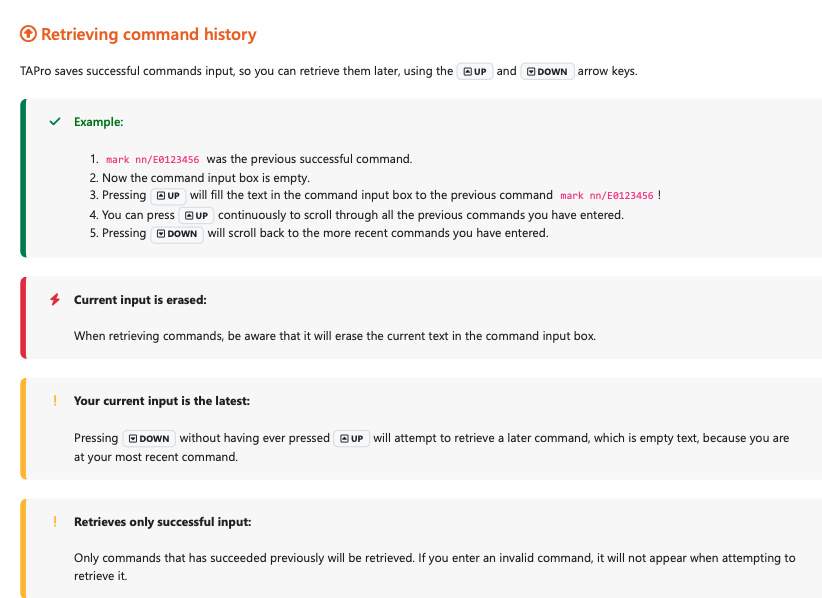 Retrieving command history
TAPro saves successful commands input, so you can retrieve them later, using the UP and DOWN arrow keys.
Example:
1. mark nn/E0123456 was the previous successful command.
2. Now the command input box is empty.
3. Pressing UP will fill the text in the command input box to the previous command mark nn/E0123456 !
4. You can press UP continuously to scroll through all the previous commands you have entered.
5. Pressing DOWN will scroll back to the more recent commands you have entered.
Current input is erased:
When retrieving commands, be aware that it will erase the current text in the command input box.
! Your current input is the latest:
Pressing DOWN without having ever pressed UP will attempt to retrieve a later command, which is empty text, because you are
at your most recent command.
! Retrieves only successful input:
Only commands that has succeeded previously will be retrieved. If you enter an invalid command, it will not appear when attempting to
retrieve it.